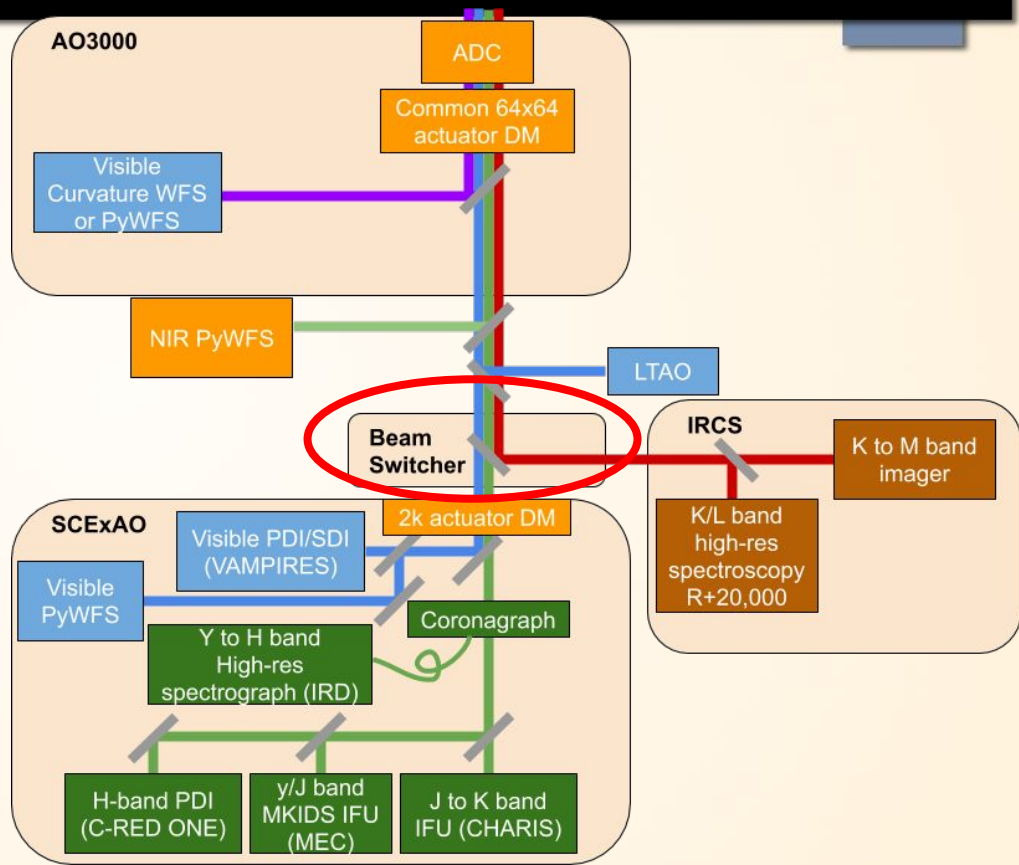 AO3000
ADC
Common 64x64
actuator DM
Visible
Curvature WFS
or PyWFS
NIR PyWFS
LTAO
Beam
Switcher
IRCS
K to M band
imager
K/L band
high-res
spectroscopy
R+20,000
SCExAO
2k actuator DM
Visible PDI/SDI
(VAMPIRES)
Visible
PyWFS
Coronagraph
Y to H band
High-res
spectrograph (IRD)
H-band PDI
(C-RED ONE)
y/J band
MKIDS IFU
(MEC)
J to K band
IFU (CHARIS)